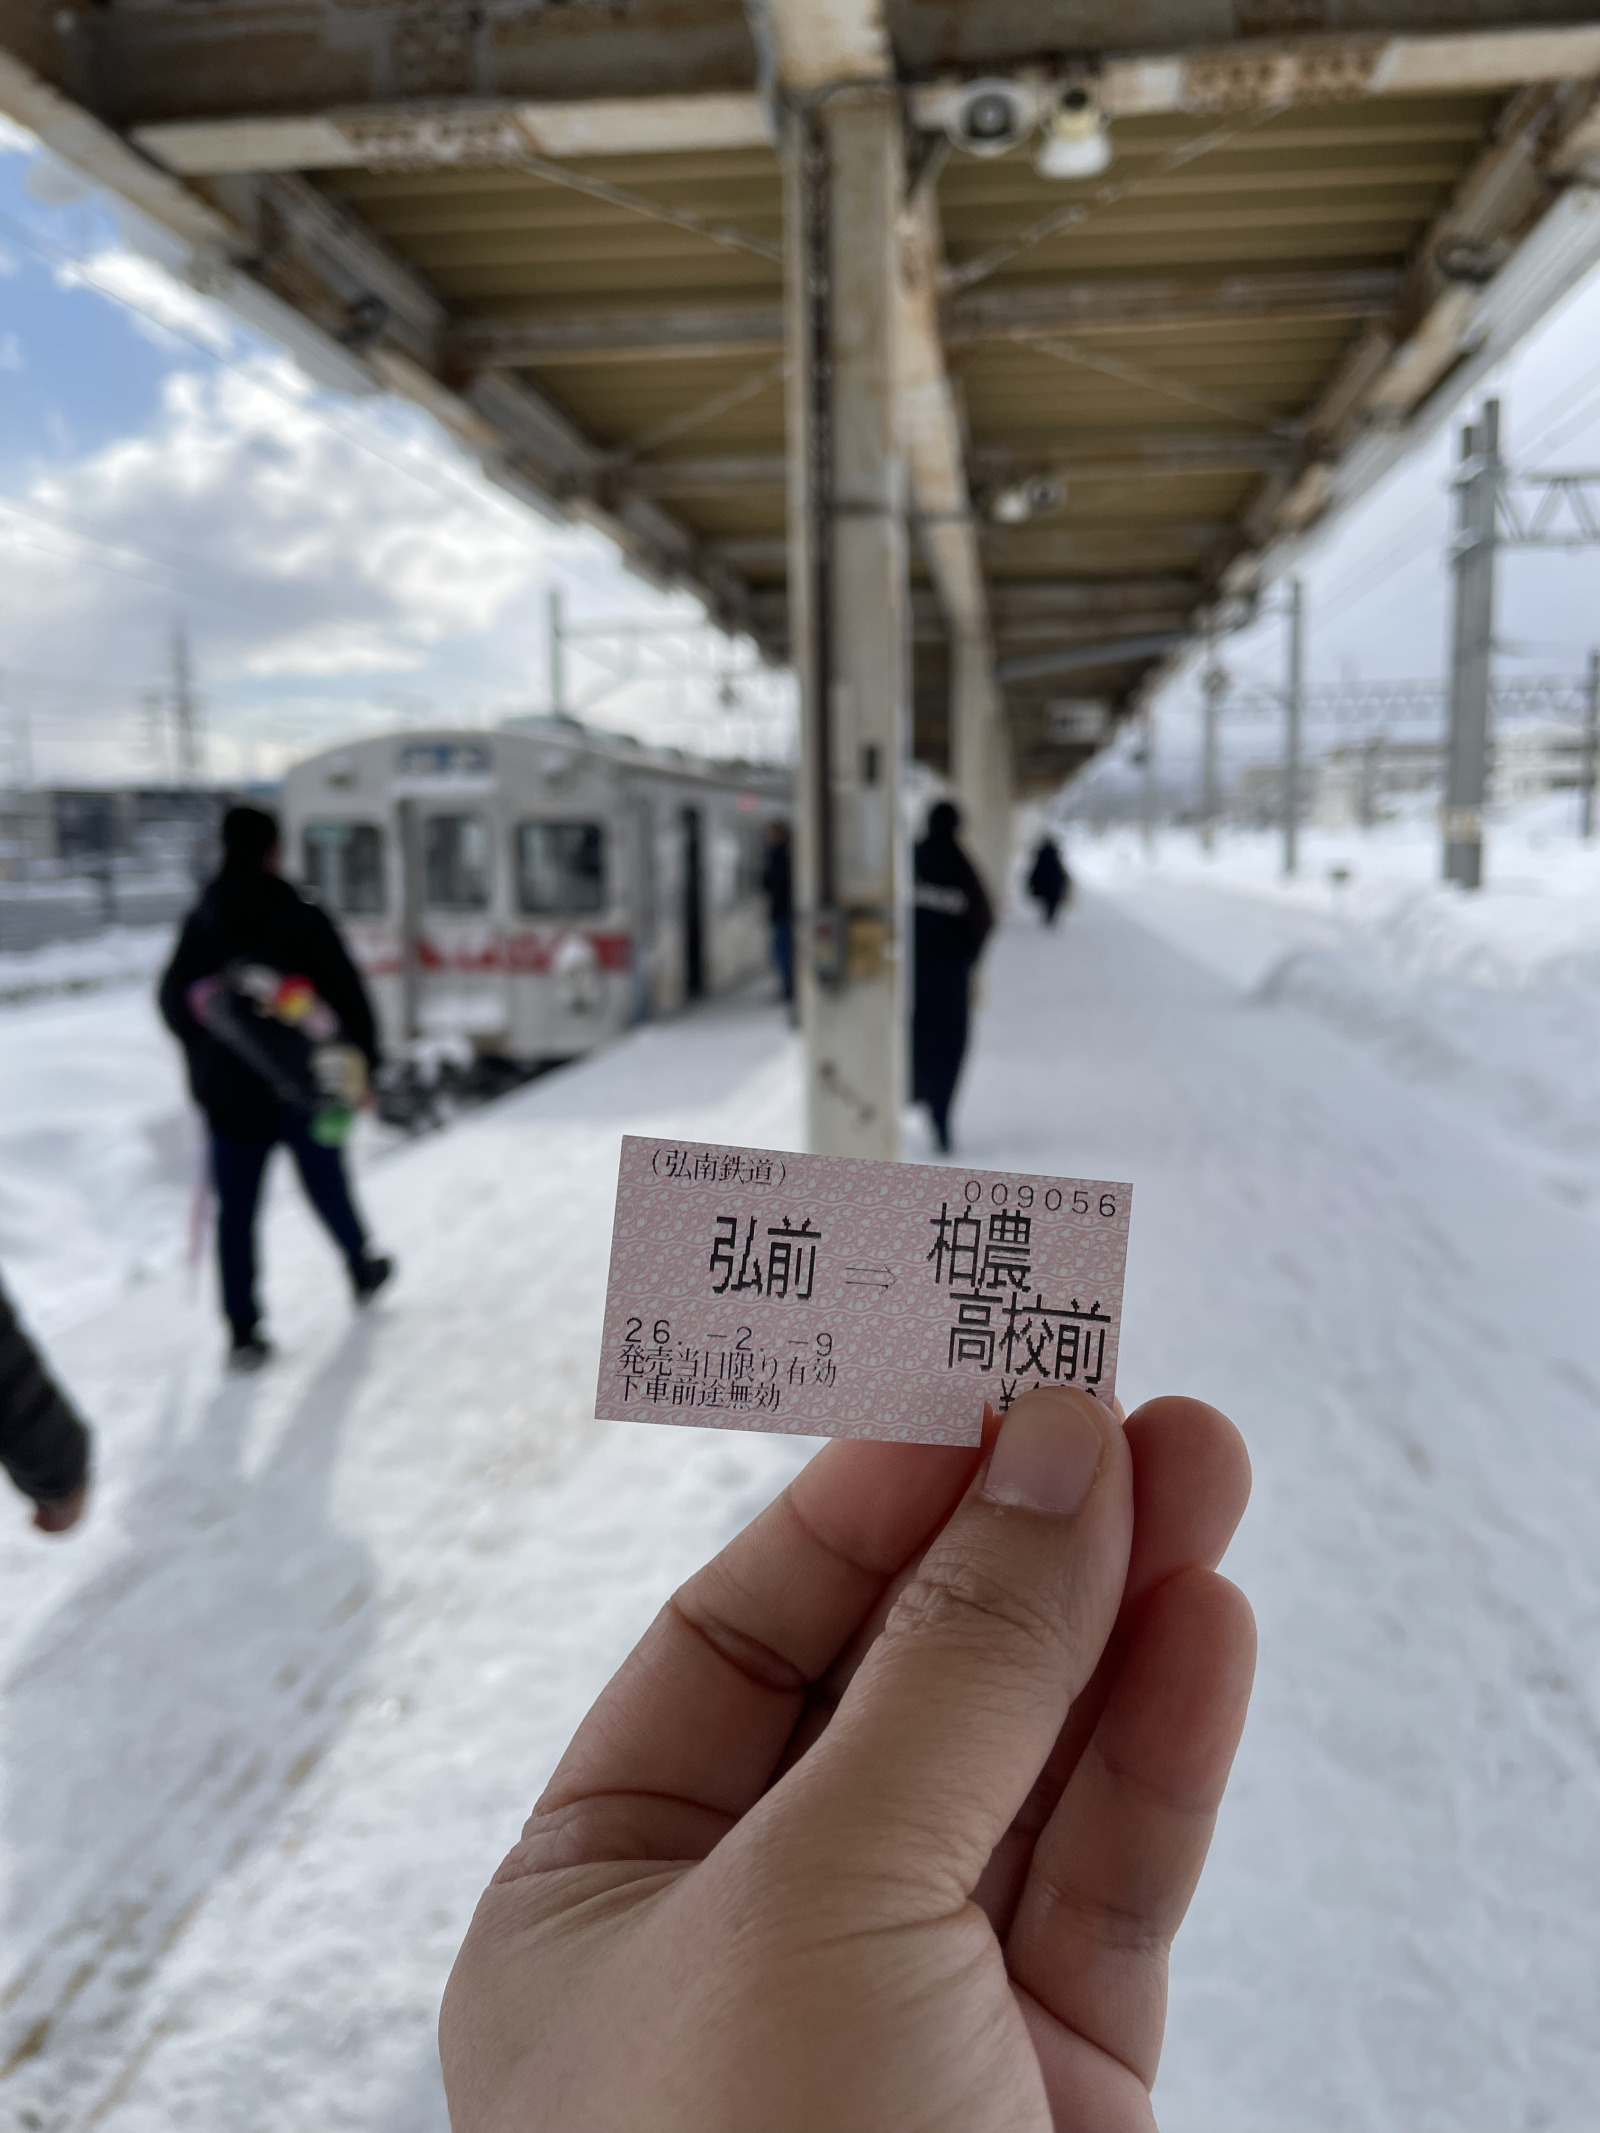 (弘南鉄道)
009056
弘前 ⇒ 柏農
高校前
26.-2.-9
発売当日限り有効
下車前途無効